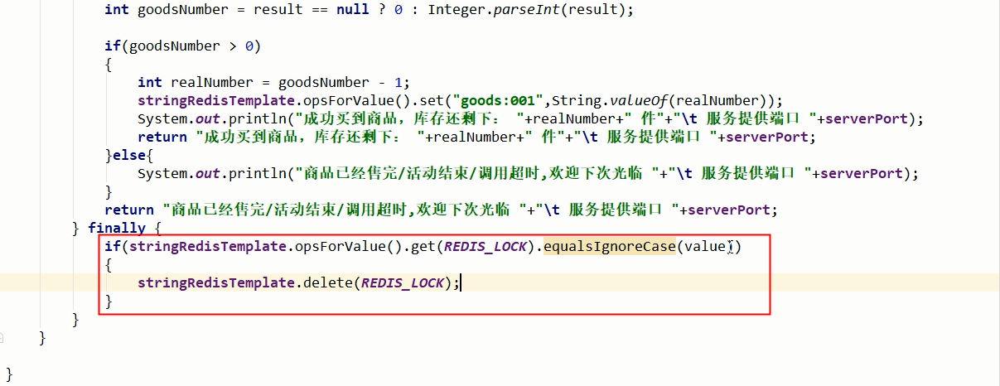 int goodsNumber = result == null ? 0 : Integer.parseInt(result);
if(goodsNumber > 0)
{
int realNumber = goodsNumber - 1;
stringRedisTemplate.opsForValue().set("goods:001",String.valueOf(realNumber));
System.out.println("成功买到商品，库存还剩下： "+realNumber+" 件"+"\t 服务提供端口 "+serverPort);
return "成功买到商品，库存还剩下： "+realNumber+" 件"+"\t 服务提供端口 "+serverPort;
}else{
System.out.println("商品已经售完/活动结束/调用超时,欢迎下次光临 "+"\t 服务提供端口 "+serverPort);
}
return "商品已经售完/活动结束/调用超时,欢迎下次光临 "+"\t 服务提供端口 "+serverPort;
} finally {
if(stringRedisTemplate.opsForValue().get(REDIS_LOCK).equalsIgnoreCase(value))
{
stringRedisTemplate.delete(REDIS_LOCK);
}
}
}
}